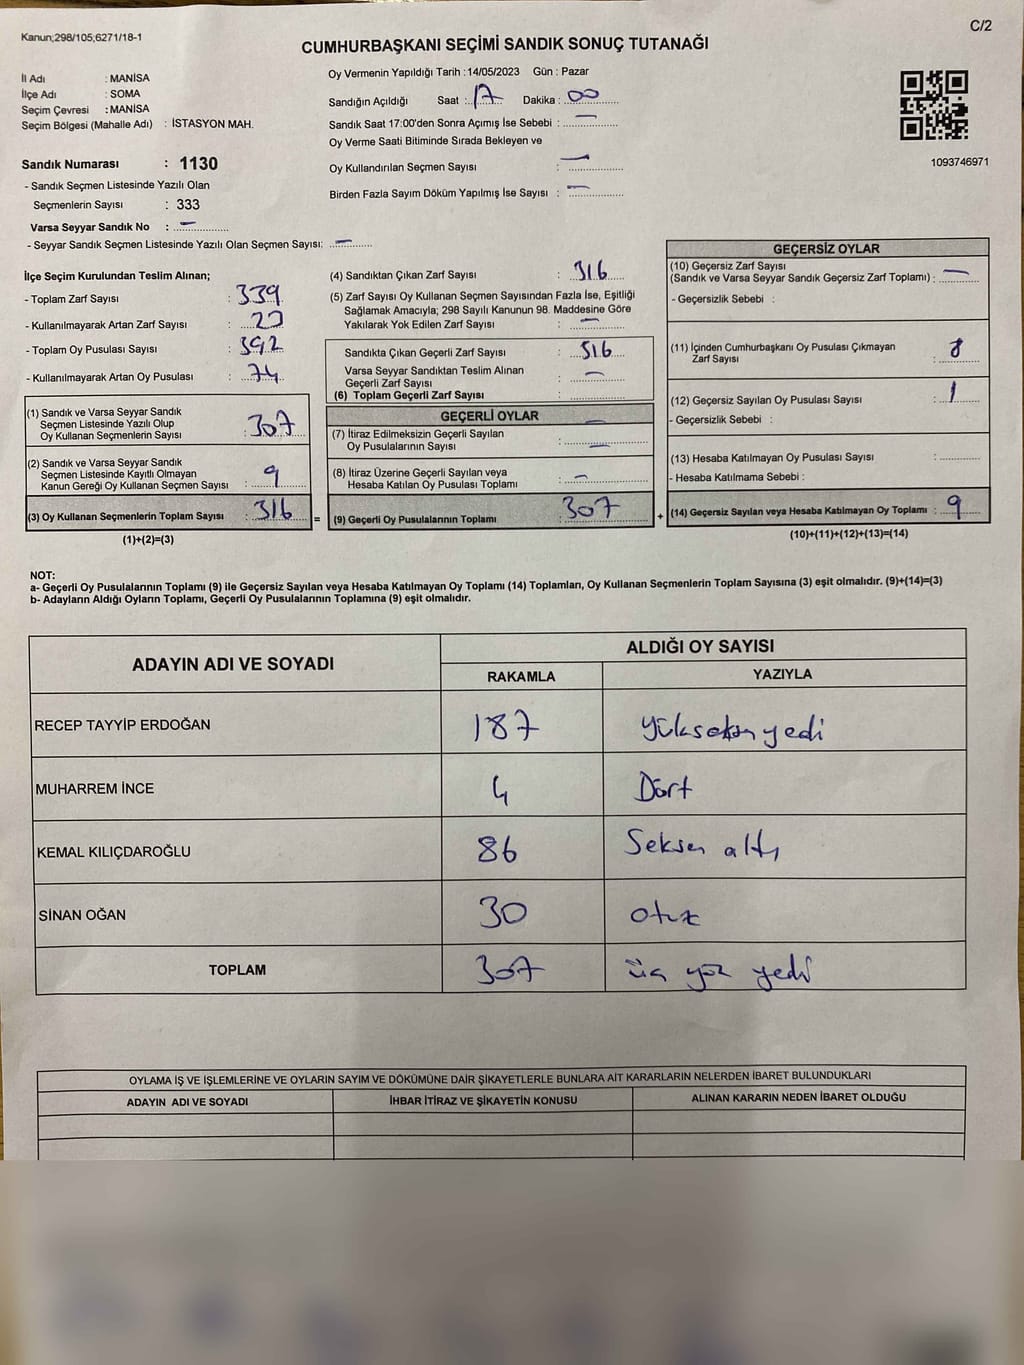 Kanun;298/105;6271/18-1
C/2
CUMHURBAŞKANI SEÇİMİ SANDIK SONUÇ TUTANAĞI
İl Adı : MANİSA
İlçe Adı : SOMA
Seçim Çevresi : MANİSA
Seçim Bölgesi (Mahalle Adı) : İSTASYON MAH.
Oy Vermenin Yapıldığı Tarih :14/05/2023 Gün : Pazar
Sandığın Açıldığı Saat : 17 Dakika : 00
Sandık Saat 17:00'den Sonra Açımış İse Sebebi : —
Oy Verme Saati Bitiminde Sırada Bekleyen ve
Oy Kullandırılan Seçmen Sayısı : —
Birden Fazla Sayım Döküm Yapılmış İse Sayısı : —
1093746971
Sandık Numarası : 1130
- Sandık Seçmen Listesinde Yazılı Olan
Seçmenlerin Sayısı : 333
Varsa Seyyar Sandık No : —
- Seyyar Sandık Seçmen Listesinde Yazılı Olan Seçmen Sayısı: —
İlçe Seçim Kurulundan Teslim Alınan;
- Toplam Zarf Sayısı : 339
- Kullanılmayarak Artan Zarf Sayısı :
- Toplam Oy Pusulası Sayısı : 392
- Kullanılmayarak Artan Oy Pusulası : 74
(1) Sandık ve Varsa Seyyar Sandık
Seçmen Listesinde Yazılı Olup
Oy Kullanan Seçmenlerin Sayısı : 307
(2) Sandık ve Varsa Seyyar Sandık
Seçmen Listesinde Kayıtlı Olmayan
Kanun Gereği Oy Kullanan Seçmen Sayısı : 9
(3) Oy Kullanan Seçmenlerin Toplam Sayısı : 316 =
(1)+(2)=(3)
(4) Sandıktan Çıkan Zarf Sayısı : 316
(5) Zarf Sayısı Oy Kullanan Seçmen Sayısından Fazla İse, Eşitliği
Sağlamak Amacıyla; 298 Sayılı Kanunun 98. Maddesine Göre
Yakılarak Yok Edilen Zarf Sayısı : —
Sandıkta Çıkan Geçerli Zarf Sayısı : 316
Varsa Seyyar Sandıktan Teslim Alınan
Geçerli Zarf Sayısı : —
(6) Toplam Geçerli Zarf Sayısı :
GEÇERLİ OYLAR
(7) İtiraz Edilmeksizin Geçerli Sayılan
Oy Pusulalarının Sayısı : —
(8) İtiraz Üzerine Geçerli Sayılan veya
Hesaba Katılan Oy Pusulası Toplamı : —
(9) Geçerli Oy Pusulalarının Toplamı : 307 +
GEÇERSİZ OYLAR
(10) Geçersiz Zarf Sayısı
(Sandık ve Varsa Seyyar Sandık Geçersiz Zarf Toplamı) : —
- Geçersizlik Sebebi :
(11) İçinden Cumhurbaşkanı Oy Pusulası Çıkmayan
Zarf Sayısı : 8
(12) Geçersiz Sayılan Oy Pusulası Sayısı : 1
- Geçersizlik Sebebi :
(13) Hesaba Katılmayan Oy Pusulası Sayısı :
- Hesaba Katılmama Sebebi :
(14) Geçersiz Sayılan veya Hesaba Katılmayan Oy Toplamı : 9
(10)+(11)+(12)+(13)=(14)
NOT:
a- Geçerli Oy Pusulalarının Toplamı (9) ile Geçersiz Sayılan veya Hesaba Katılmayan Oy Toplamı (14) Toplamları, Oy Kullanan Seçmenlerin Toplam Sayısına (3) eşit olmalıdır. (9)+(14)=(3)
b- Adayların Aldığı Oyların Toplamı, Geçerli Oy Pusulalarının Toplamına (9) eşit olmalıdır.
ADAYIN ADI VE SOYADI
ALDIĞI OY SAYISI
RAKAMLA YAZIYLA
RECEP TAYYİP ERDOĞAN 187 yüzseksen yedi
MUHARREM İNCE 4 Dört
KEMAL KILIÇDAROĞLU 86 Seksen altı
SİNAN OĞAN 30 otuz
TOPLAM 307 üç yüz yedi
OYLAMA İŞ VE İŞLEMLERİNE VE OYLARIN SAYIM VE DÖKÜMÜNE DAİR ŞİKAYETLERLE BUNLARA AİT KARARLARIN NELERDEN İBARET BULUNDUKLARI
ADAYIN ADI VE SOYADI İHBAR İTİRAZ VE ŞİKAYETİN KONUSU ALINAN KARARIN NEDEN İBARET OLDUĞU